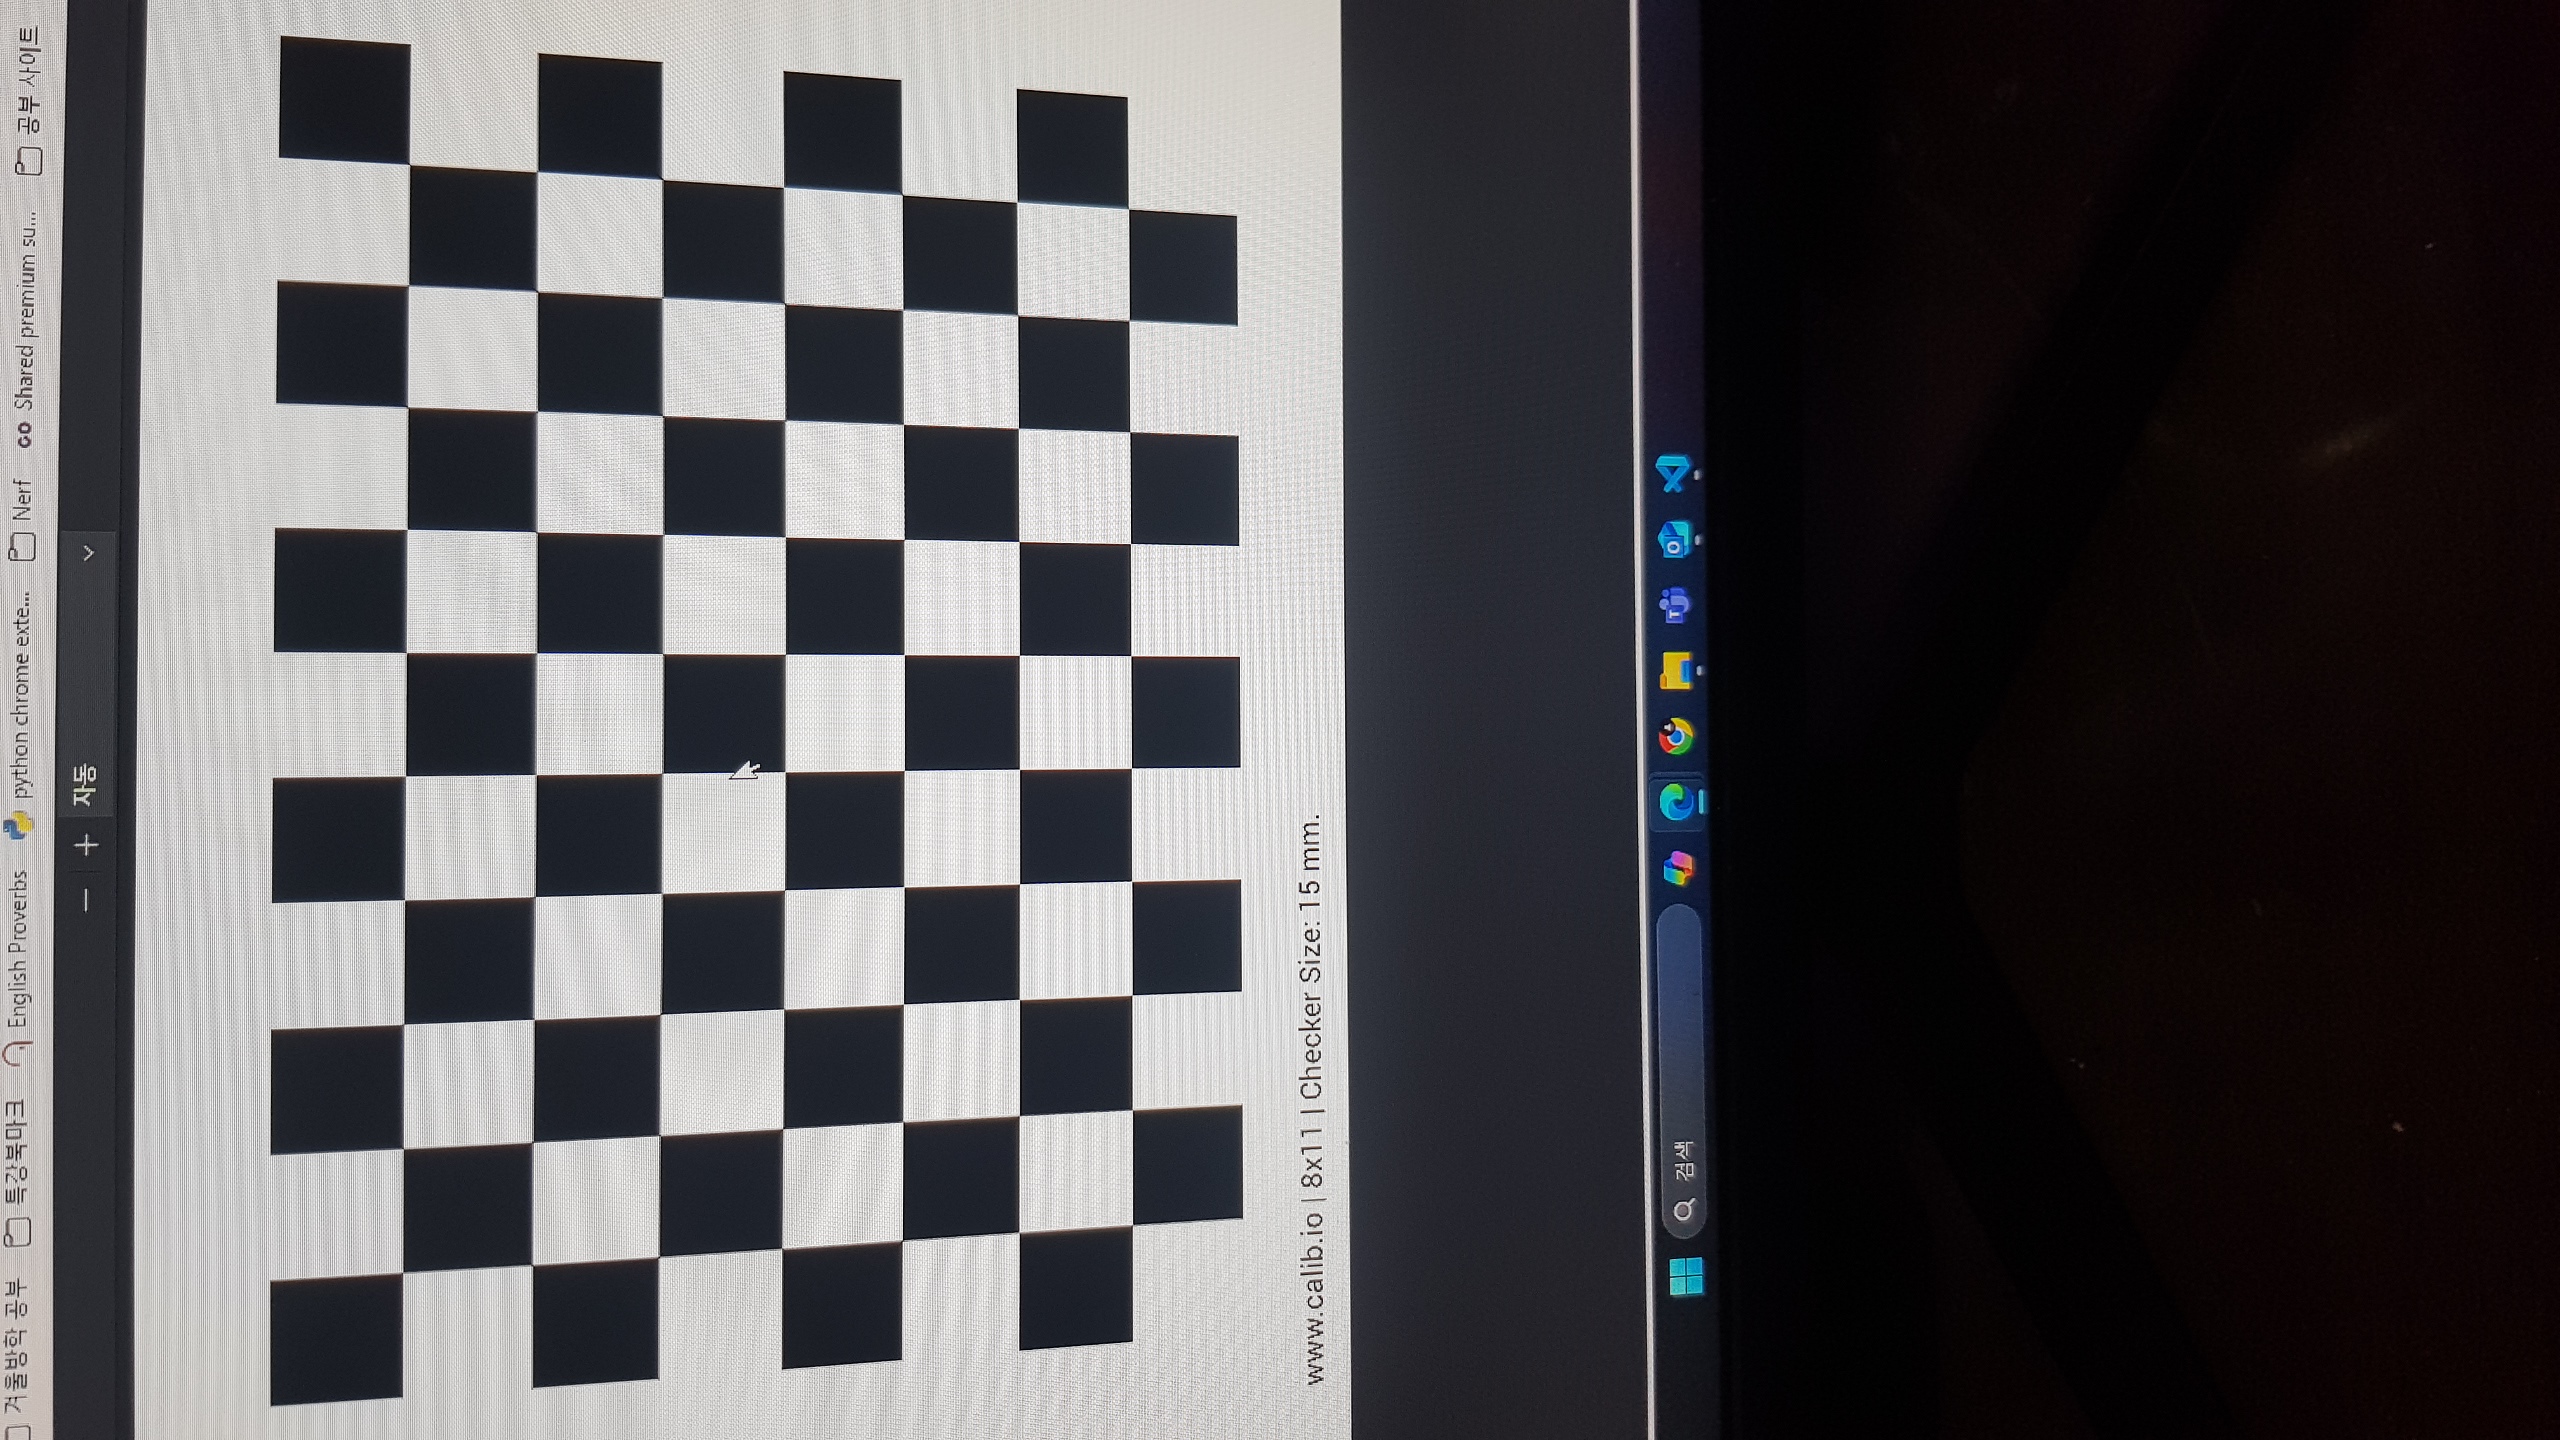 겨울방학 공부 특강북마크 English Proverbs python chrome exte... Nerf Shared premium su... 공부 사이트
자동
www.calib.io | 8x11 | Checker Size: 15 mm.
검색